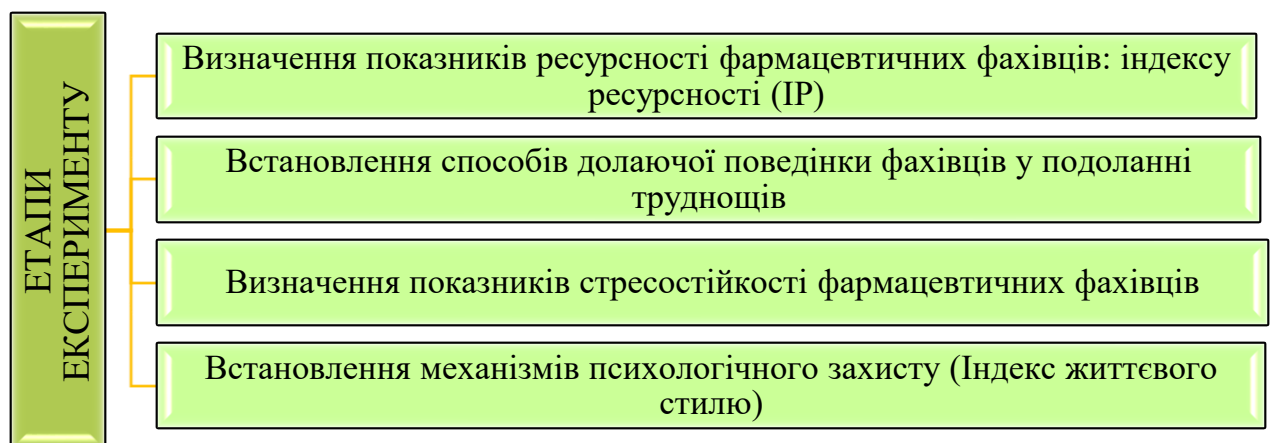 ЕТАПИ
ЕКСПЕРИМЕНТУ
Визначення показників ресурсності фармацевтичних фахівців: індексу
ресурсності (ІР)
Встановлення способів долаючої поведінки фахівців у подоланні
труднощів
Визначення показників стресостійкості фармацевтичних фахівців
Встановлення механізмів психологічного захисту (Індекс життєвого
стилю)